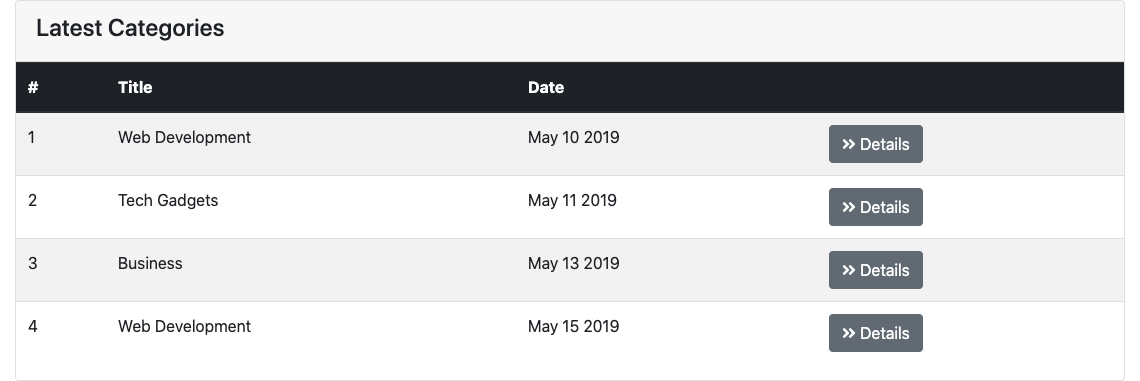 Latest Categories
# Title Date
1 Web Development May 10 2019 » Details
2 Tech Gadgets May 11 2019 » Details
3 Business May 13 2019 » Details
4 Web Development May 15 2019 » Details